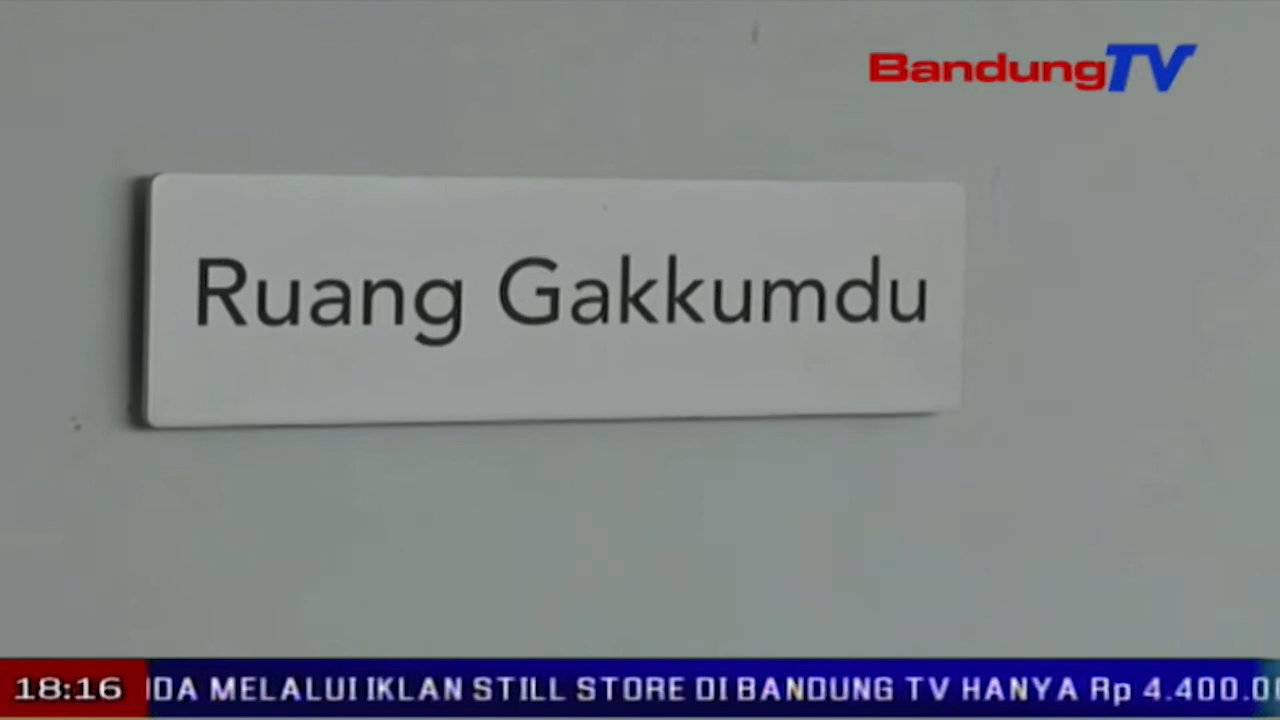 BandungTV
Ruang Gakkumdu
18:16 DA MELALUI IKLAN STILL STORE DI BANDUNG TV HANYA Rp 4.400.0